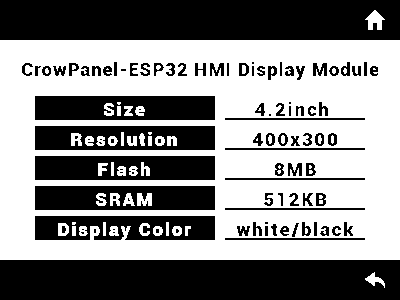 CrowPanel-ESP32 HMI Display Module
Size 4.2inch
Resolution 400x300
Flash 8MB
SRAM 512KB
Display Color white/black